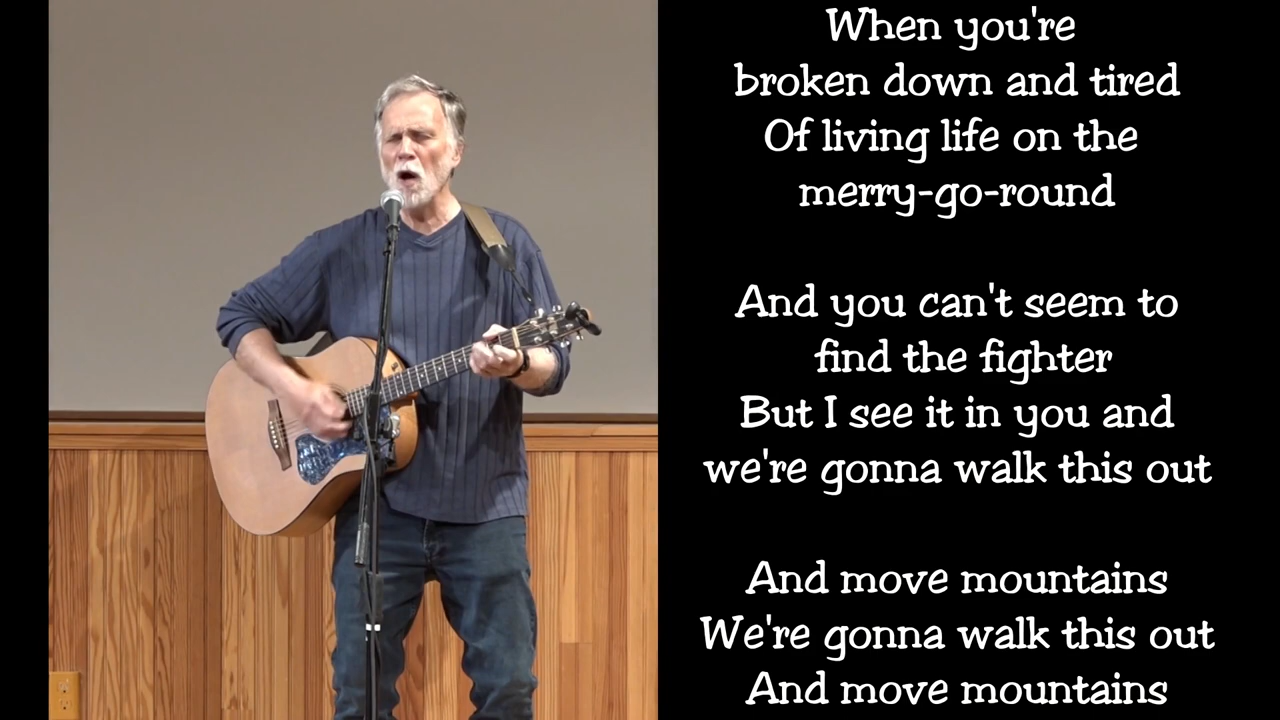 When you're
broken down and tired
Of living life on the
merry-go-round
And you can't seem to
find the fighter
But I see it in you and
we're gonna walk this out
And move mountains
We're gonna walk this out
And move mountains